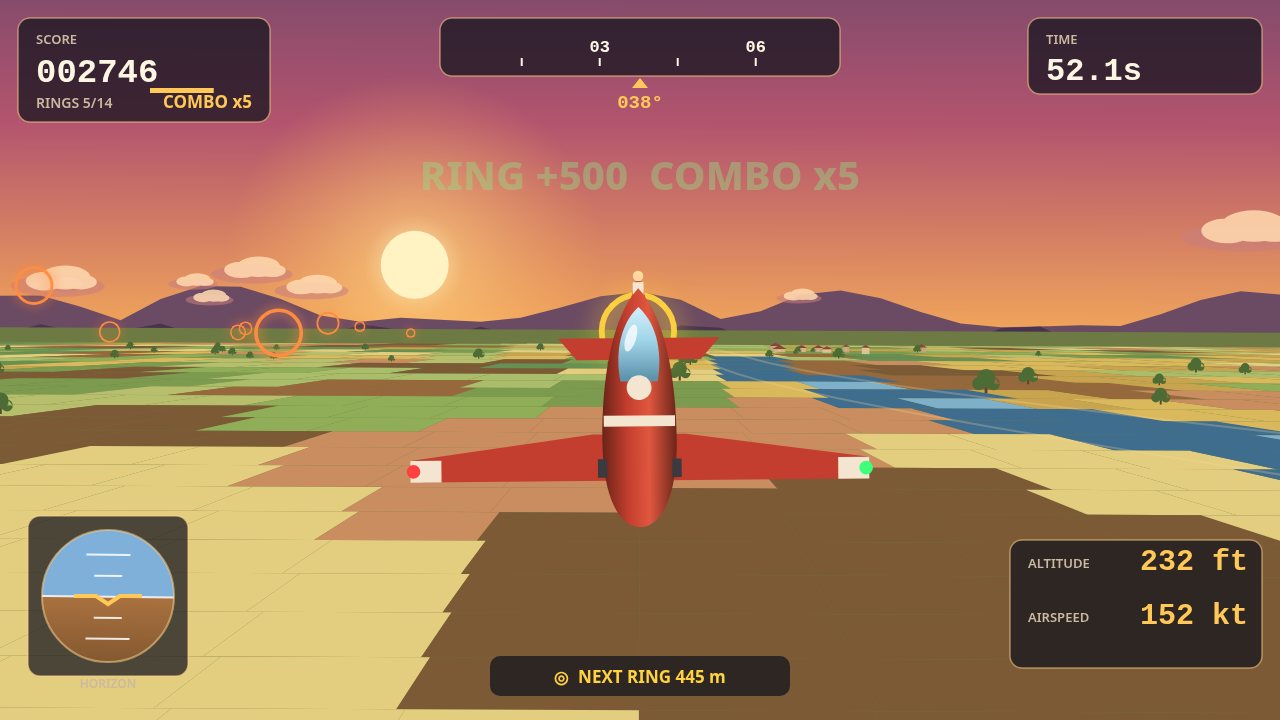 SCORE
002746
RINGS 5/14 COMBO x5
03 06
038°
TIME
52.1s
RING +500 COMBO x5
HORIZON
ALTITUDE 232 ft
AIRSPEED 152 kt
◎ NEXT RING 445 m